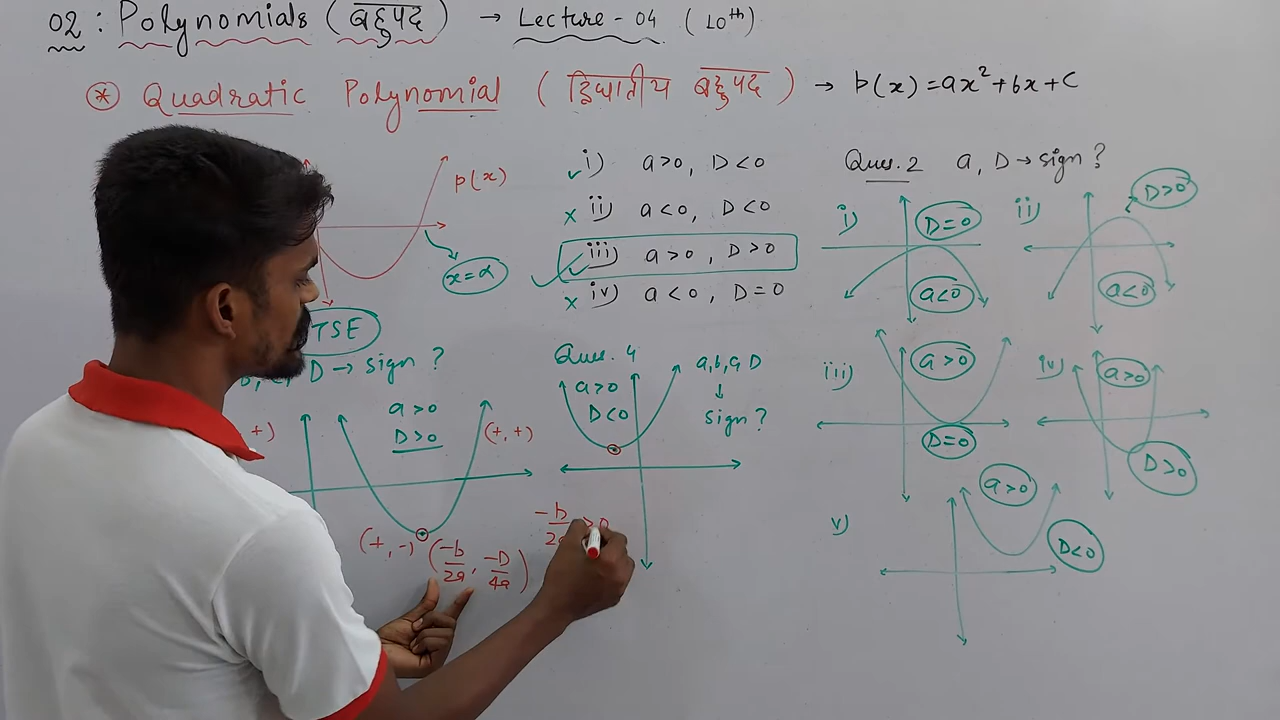 02 : Polynomials (बहुपद) → Lecture - 04 (10th)
* Quadratic Polynomial (द्विघातीय बहुपद) → p(x) = ax² + bx + c
p(x)
x=α
i) a>0, D<0
ii) a<0, D<0
iii) a>0, D>0
iv) a<0, D=0
Ques. 2 a, D → sign ?
i) D=0
a<0
ii) D>0
a<0
iii) a>0
D=0
iv) a>0
D>0
v) a>0
D<0
TSE
D → sign ?
a>0
D>0
+)
(+,+)
(+,-) (-b/2a, -D/4a)
Ques. 4
a>0
D<0
a,b,c, D
↓
sign ?
-b